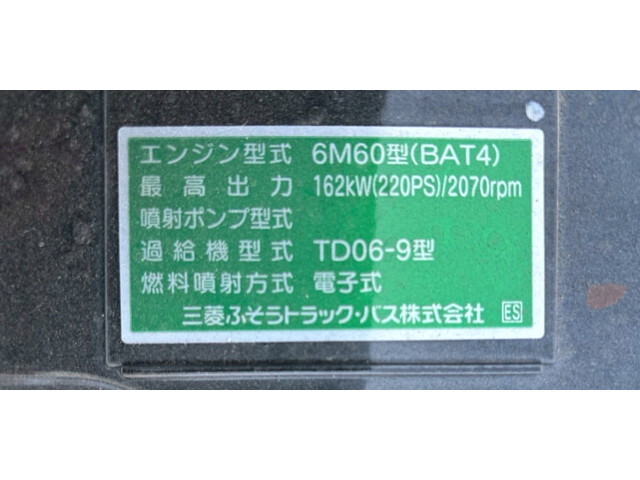 エンジン型式 6M60型(BAT4)
最高出力 162kW(220PS)/2070rpm
噴射ポンプ型式
過給機型式 TD06-9型
燃料噴射方式 電子式
三菱ふそうトラック・バス株式会社 ES